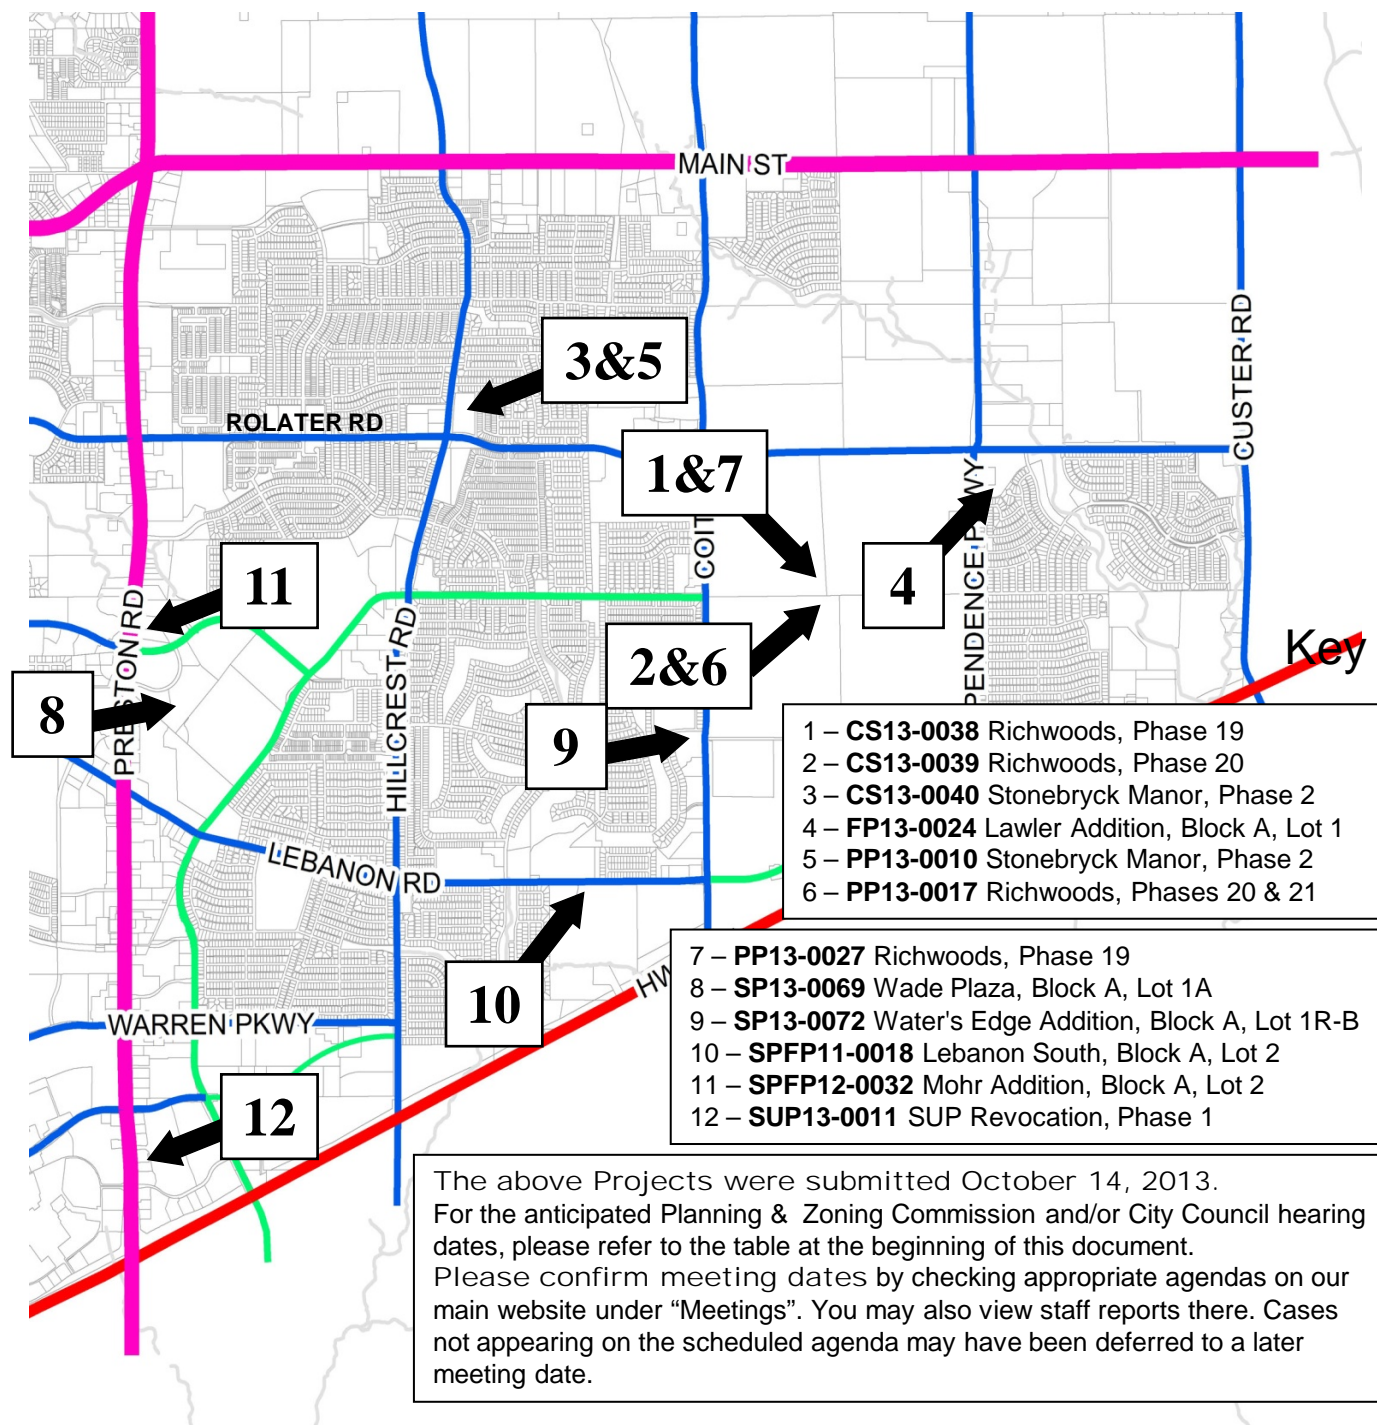 MAIN ST
3&5
CUSTER RD
ROLATER RD
1&7
COIT
4
PENDENCE P WY
11
PRESTON RD
HILLCREST RD
2&6
Key
8
9
1 – CS13-0038 Richwoods, Phase 19
2 – CS13-0039 Richwoods, Phase 20
3 – CS13-0040 Stonebryck Manor, Phase 2
4 – FP13-0024 Lawler Addition, Block A, Lot 1
5 – PP13-0010 Stonebryck Manor, Phase 2
6 – PP13-0017 Richwoods, Phases 20 & 21
LEBANON RD
7 – PP13-0027 Richwoods, Phase 19
8 – SP13-0069 Wade Plaza, Block A, Lot 1A
9 – SP13-0072 Water's Edge Addition, Block A, Lot 1R-B
10 – SPFP11-0018 Lebanon South, Block A, Lot 2
11 – SPFP12-0032 Mohr Addition, Block A, Lot 2
12 – SUP13-0011 SUP Revocation, Phase 1
HW
10
WARREN PKWY
12
The above Projects were submitted October 14, 2013.
For the anticipated Planning & Zoning Commission and/or City Council hearing
dates, please refer to the table at the beginning of this document.
Please confirm meeting dates by checking appropriate agendas on our
main website under “Meetings”. You may also view staff reports there. Cases
not appearing on the scheduled agenda may have been deferred to a later
meeting date.